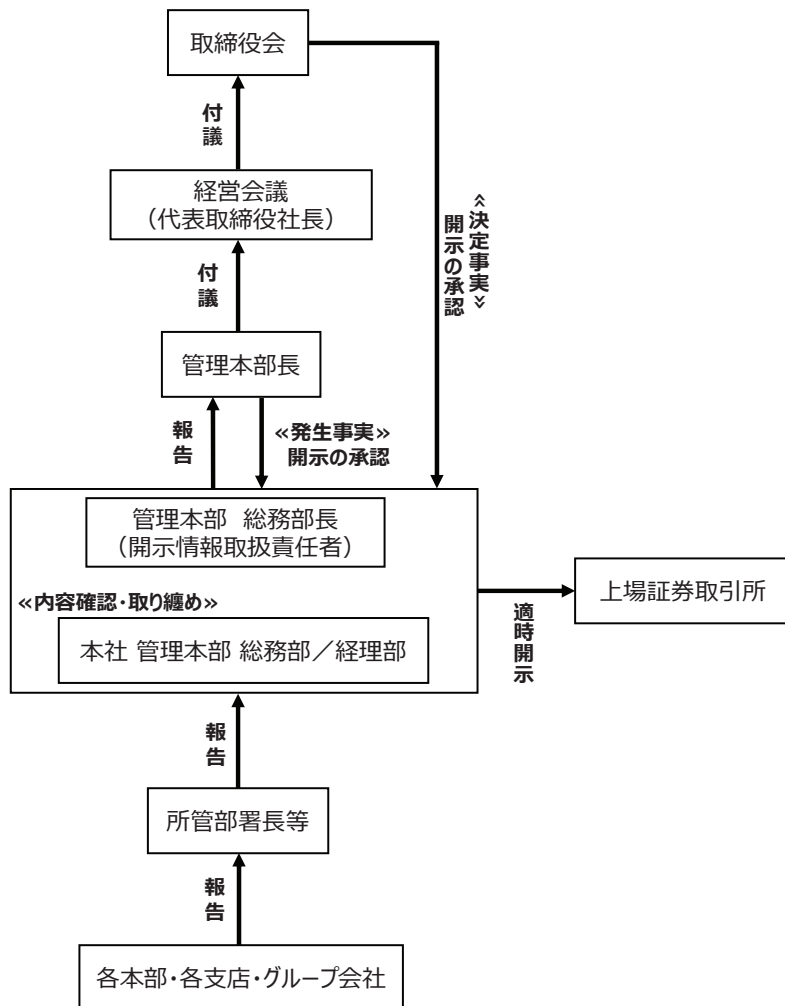 取締役会
付議
経営会議
（代表取締役社長）
≪決定事実≫
開示の承認
付議
管理本部長
報告
≪発生事実≫
開示の承認
管理本部 総務部長
（開示情報取扱責任者）
≪内容確認・取り纏め≫
本社 管理本部 総務部／経理部
適時開示
上場証券取引所
報告
所管部署長等
報告
各本部・各支店・グループ会社